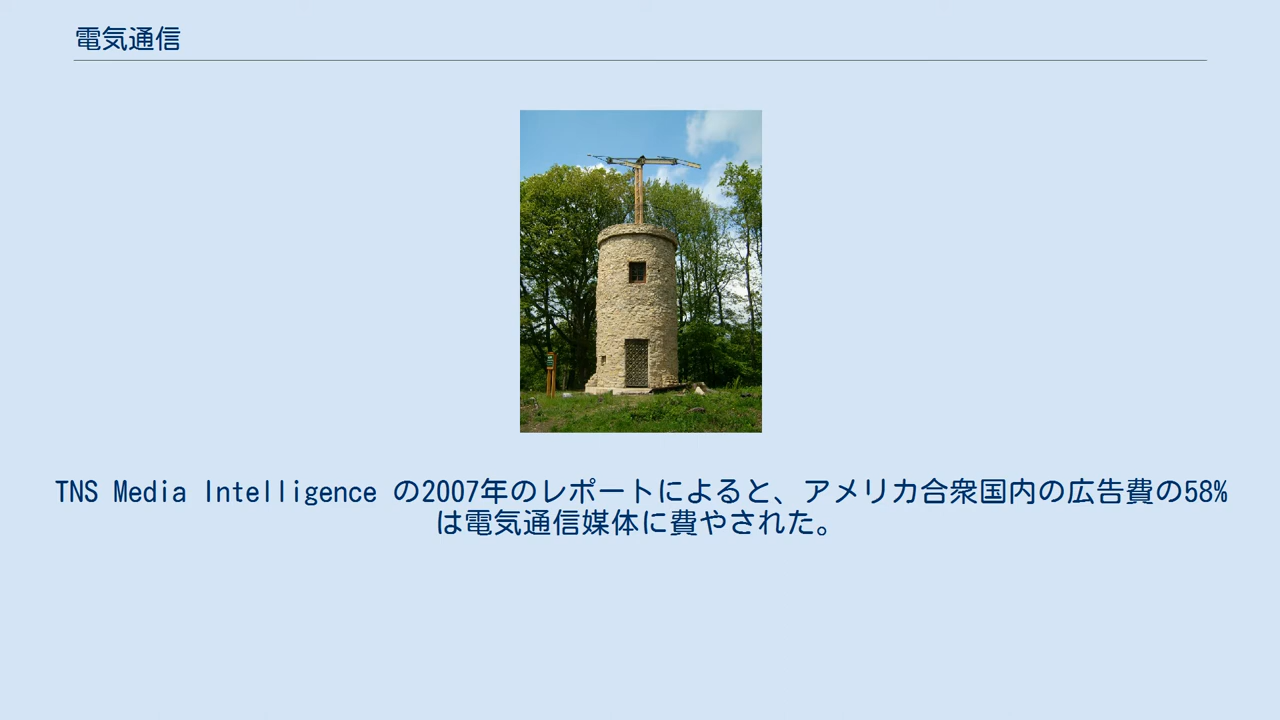 電気通信
TNS Media Intelligence の2007年のレポートによると、アメリカ合衆国内の広告費の58%
は電気通信媒体に費やされた。